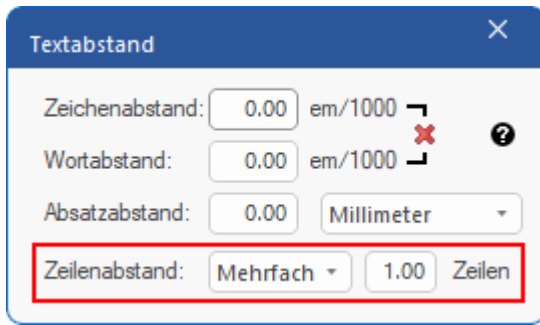 Textabstand
Zeichenabstand: 0.00 em/1000
Wortabstand: 0.00 em/1000
Absatzabstand: 0.00 Millimeter
Zeilenabstand: Mehrfach 1.00 Zeilen